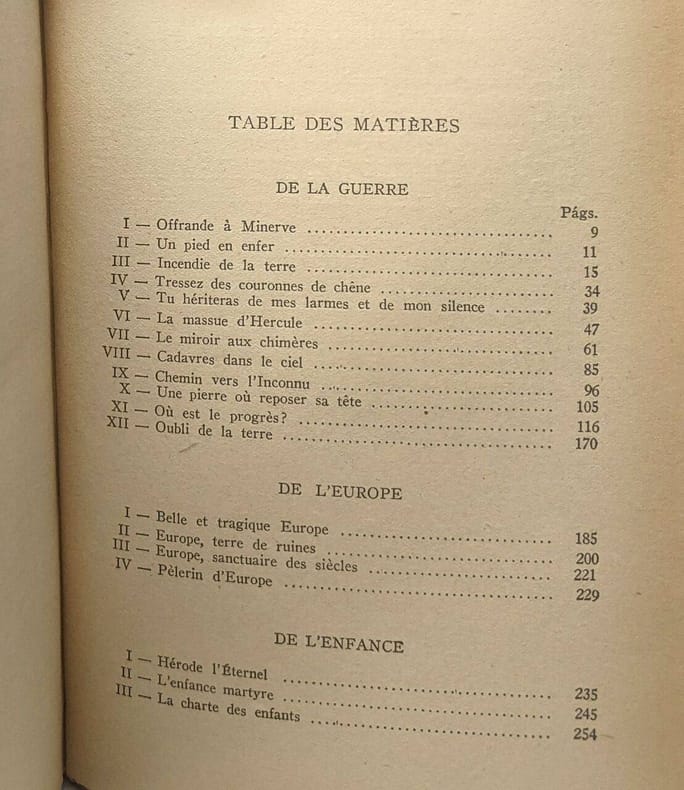 TABLE DES MATIÈRES
DE LA GUERRE
Págs.
I — Offrande à Minerve .......... 9
II — Un pied en enfer .......... 11
III — Incendie de la terre .......... 15
IV — Tressez des couronnes de chêne .......... 34
V — Tu hériteras de mes larmes et de mon silence ........ 39
VI — La massue d'Hercule .......... 47
VII — Le miroir aux chimères .......... 61
VIII — Cadavres dans le ciel .......... 85
IX — Chemin vers l'Inconnu .......... 96
X — Une pierre où reposer sa tête .......... 105
XI — Où est le progrès? .......... 116
XII — Oubli de la terre .......... 170
DE L'EUROPE
I — Belle et tragique Europe .......... 185
II — Europe, terre de ruines .......... 200
III — Europe, sanctuaire des siècles .......... 221
IV — Pèlerin d'Europe .......... 229
DE L'ENFANCE
I — Hérode l'Éternel .......... 235
II — L'enfance martyre .......... 245
III — La charte des enfants .......... 254